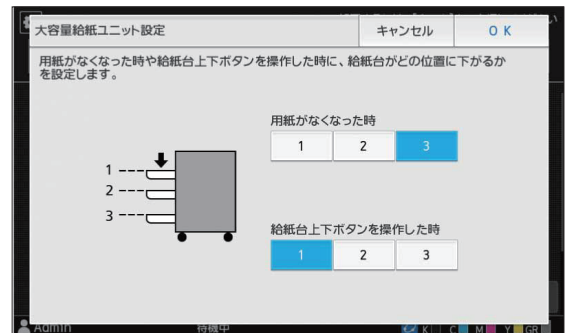 大容量給紙ユニット設定
キャンセル
OK
用紙がなくなった時や給紙台上下ボタンを操作した時に、給紙台がどの位置に下がるか
を設定します。
用紙がなくなった時
1 2 3
1
2
3
給紙台上下ボタンを操作した時
1 2 3
Admin 待機中 K C M Y GR